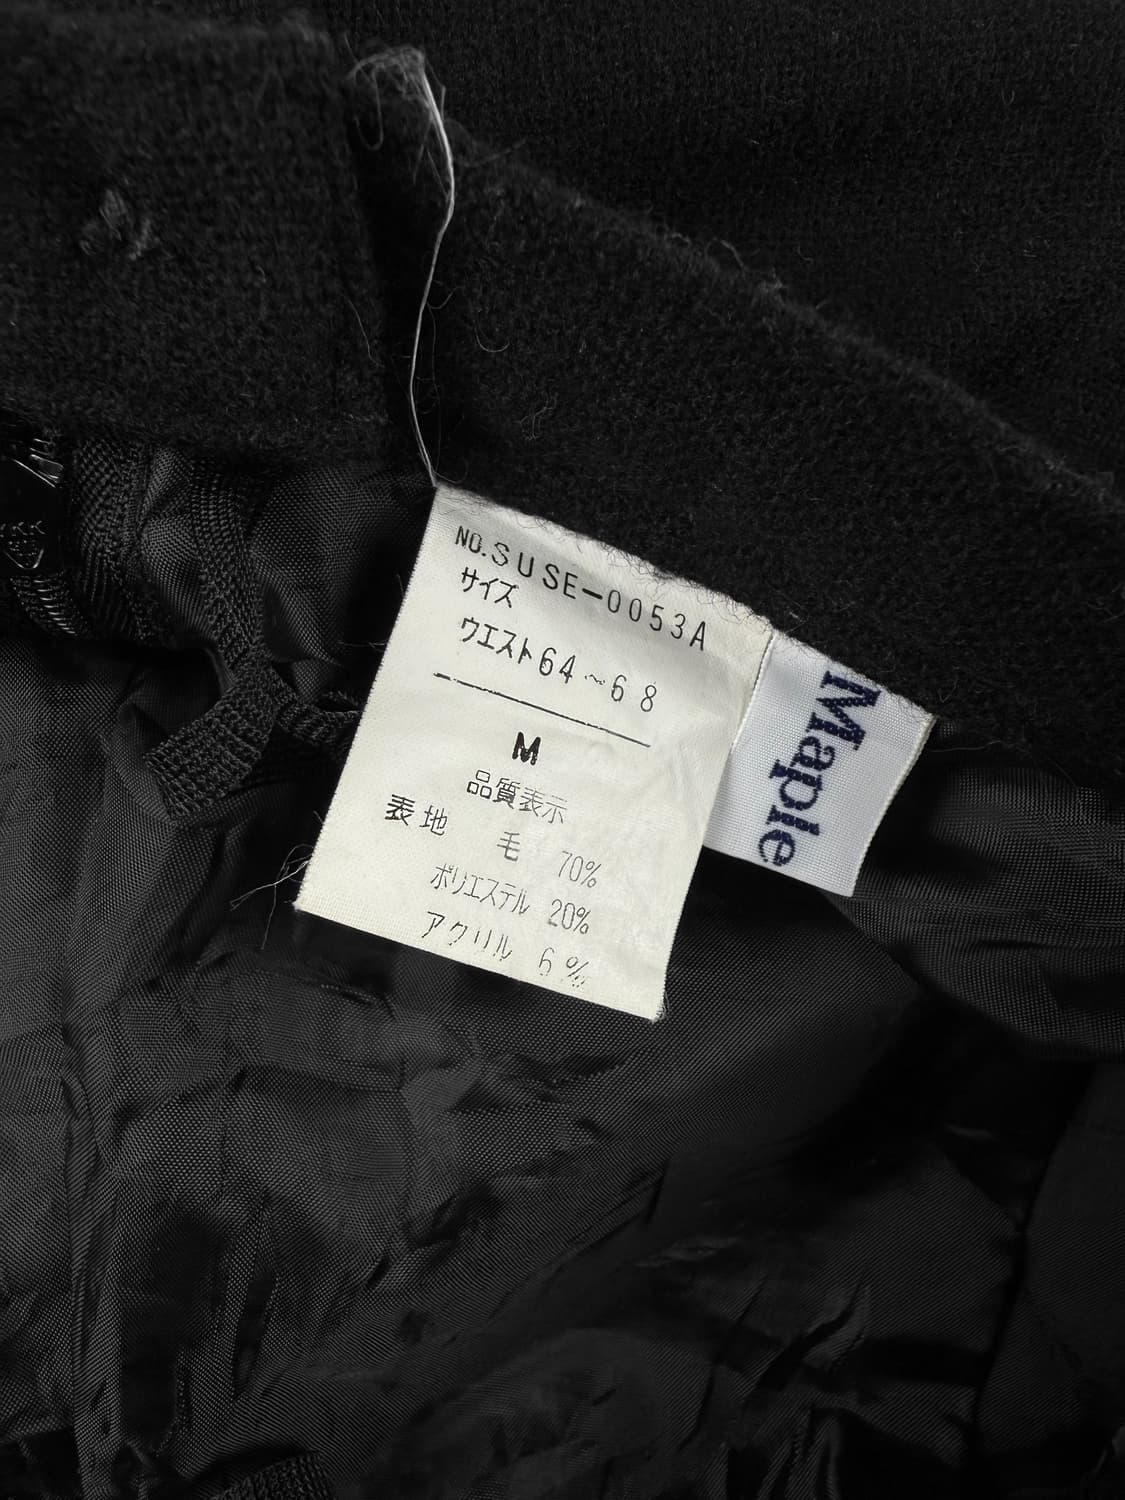 NO.SUSE-0053A
サイズ
ウエスト64～68
M
品質表示
表地 毛 70%
ポリエステル 20%
アクリル 6%
Maple